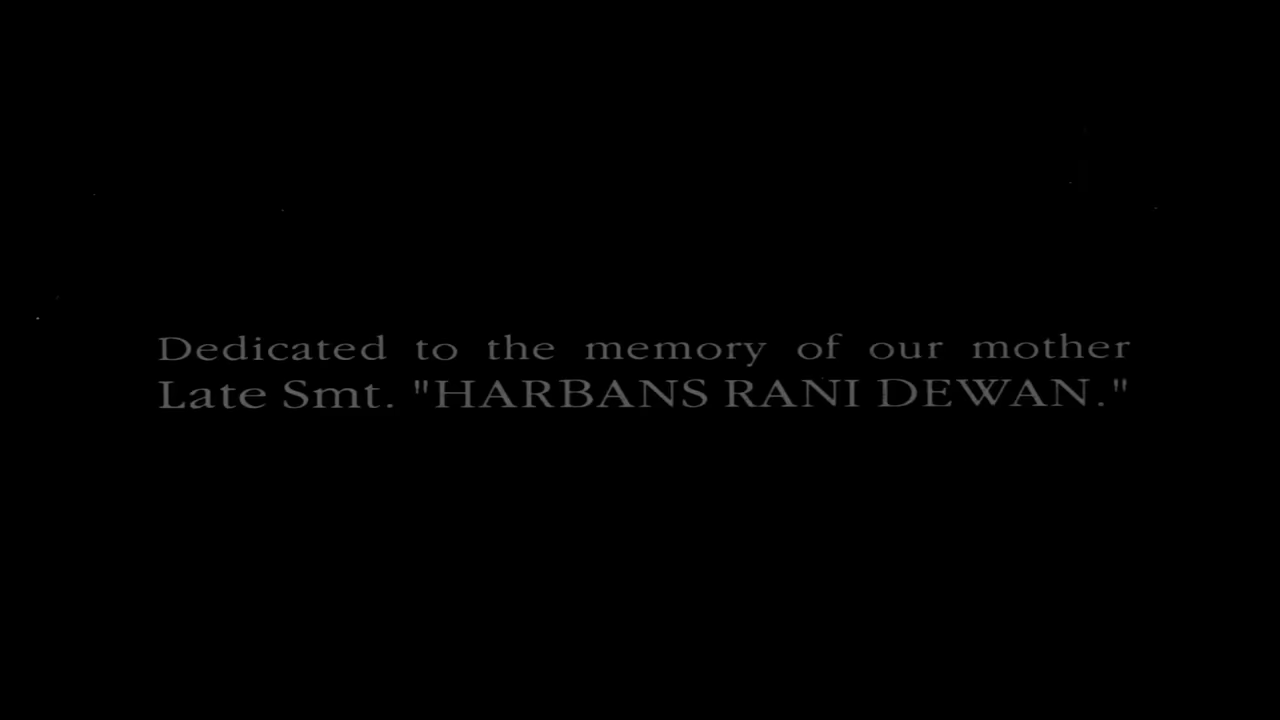 Dedicated to the memory of our mother
Late Smt. "HARBANS RANI DEWAN."